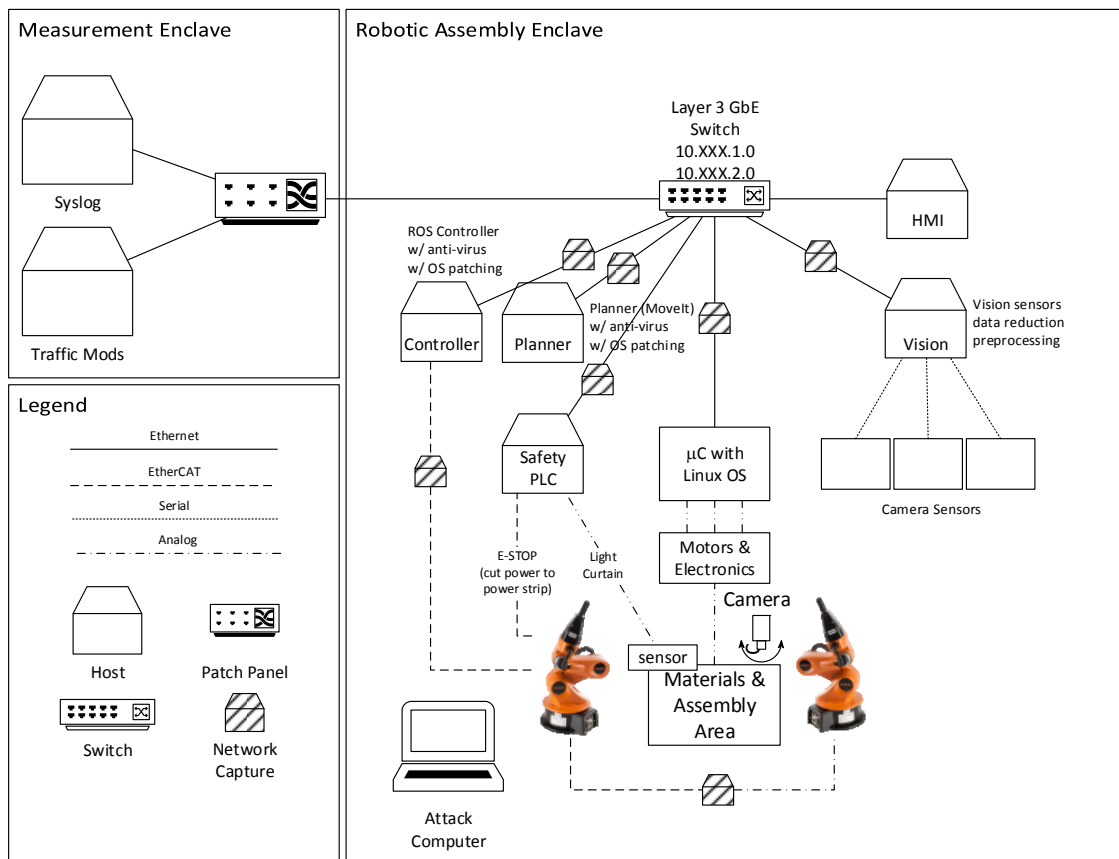 Measurement Enclave
Syslog
Traffic Mods
Legend
Ethernet
EtherCAT
Serial
Analog
Host
Patch Panel
Switch
Network
Capture
Robotic Assembly Enclave
Layer 3 GbE
Switch
10.XXX.1.0
10.XXX.2.0
HMI
ROS Controller
w/ anti-virus
w/ OS patching
Controller
Planner
Planner (MoveIt)
w/ anti-virus
w/ OS patching
Vision
Vision sensors
data reduction
preprocessing
Safety
PLC
μC with
Linux OS
Camera Sensors
E-STOP
(cut power to
power strip)
Light
Curtain
Motors &
Electronics
Camera
sensor
Materials &
Assembly
Area
Attack
Computer